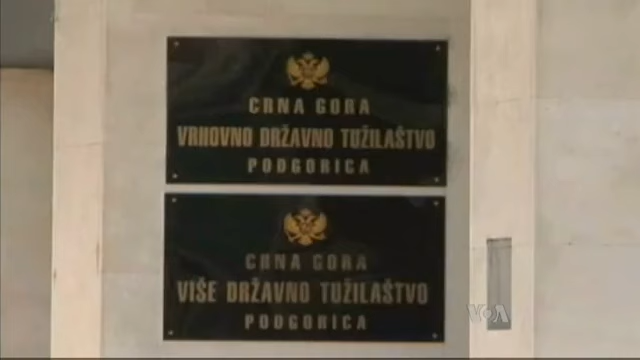 CRNA GORA
VRHOVNO DRŽAVNO TUŽILAŠTVO
PODGORICA
CRNA GORA
VIŠE DRŽAVNO TUŽILAŠTVO
PODGORICA
VOA